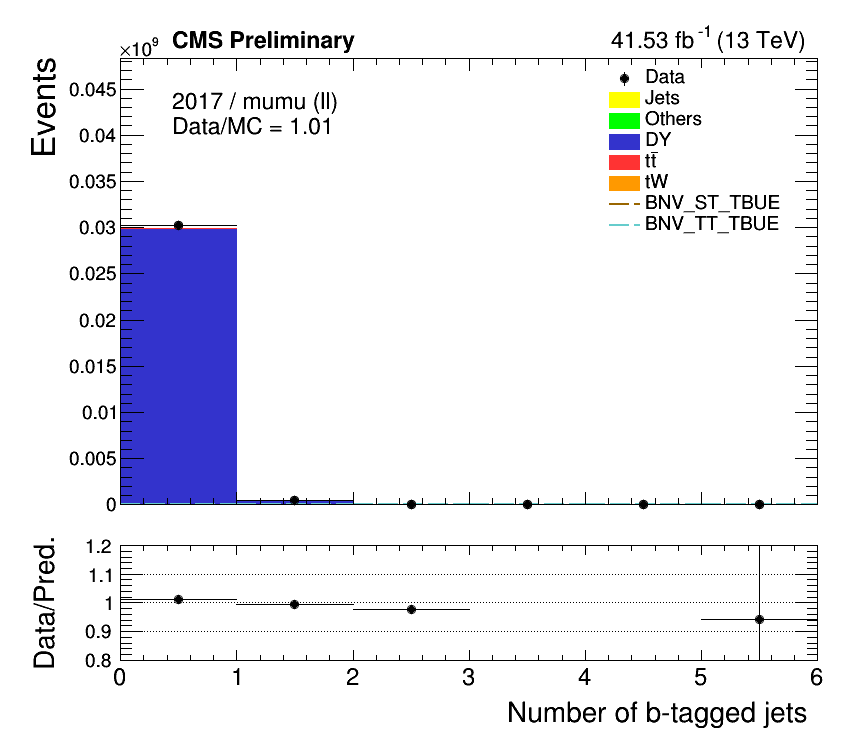 ×10⁹ CMS Preliminary 41.53 fb⁻¹ (13 TeV)
Events
0.045
0.04
0.035
0.03
0.025
0.02
0.015
0.01
0.005
0
2017 / mumu (ll)
Data/MC = 1.01
Data
Jets
Others
DY
tt̄
tW
BNV_ST_TBUE
BNV_TT_TBUE
Data/Pred.
1.2
1.1
1
0.9
0.8
0 1 2 3 4 5 6
Number of b-tagged jets